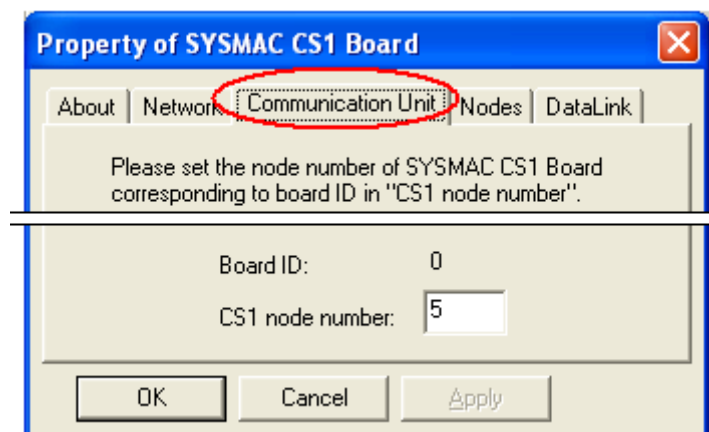 Property of SYSMAC CS1 Board
About Network Communication Unit Nodes DataLink
Please set the node number of SYSMAC CS1 Board
corresponding to board ID in "CS1 node number".
Board ID: 0
CS1 node number: 5
OK Cancel Apply